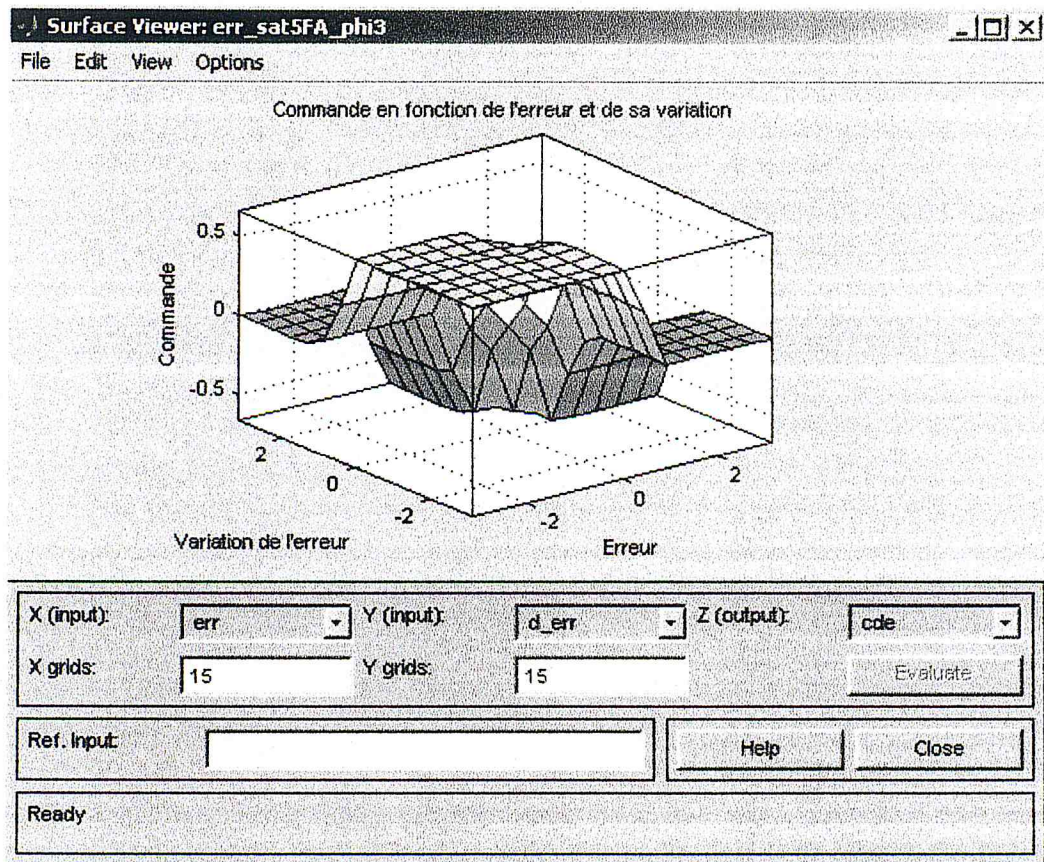 Surface Viewer: err_sat5FA_phi3
File Edit View Options
Commande en fonction de l'erreur et de sa variation
0.5
0
-0.5
Commande
2
0
-2
Variation de l'erreur
-2
0
2
Erreur
X (input): err Y (input): d_err Z (output): cde
X grids: 15 Y grids: 15 Evaluate
Ref. Input: Help Close
Ready